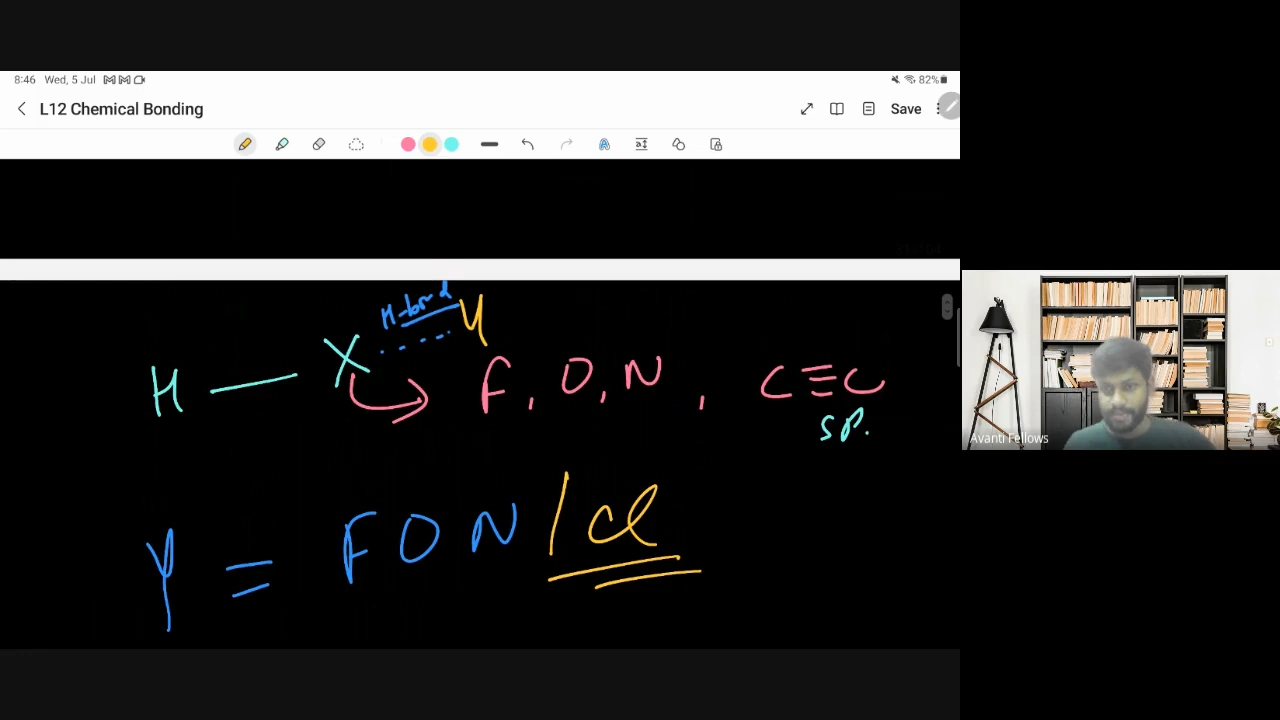 8:46 Wed, 5 Jul 82%
L12 Chemical Bonding
Save
H-bond
H — X ····· Y
F, O, N, C≡C
sp.
Y = F O N / Cl
Avanti Fellows